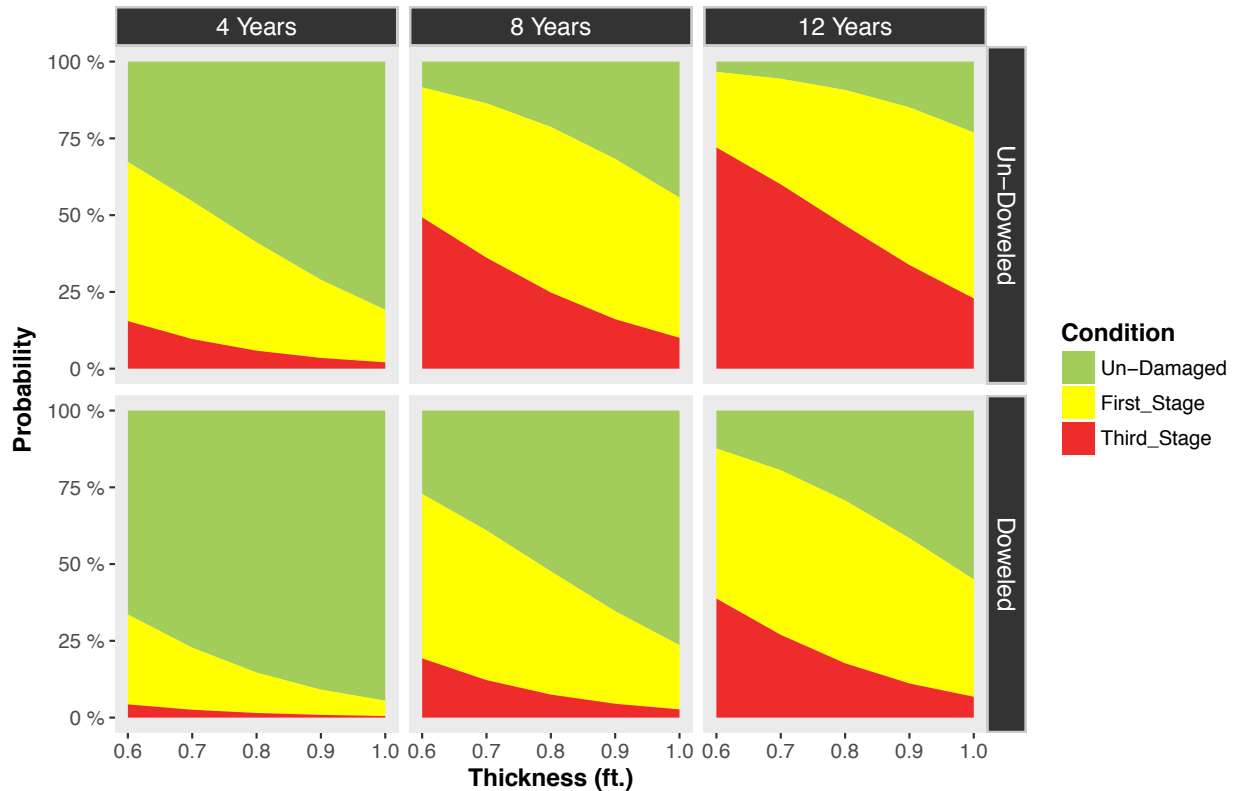 4 Years
8 Years
12 Years
100 %
75 %
50 %
25 %
0 %
Un-Doweled
100 %
75 %
50 %
25 %
0 %
Doweled
Probability
0.6 0.7 0.8 0.9 1.0
0.6 0.7 0.8 0.9 1.0
0.6 0.7 0.8 0.9 1.0
Thickness (ft.)
Condition
Un-Damaged
First_Stage
Third_Stage